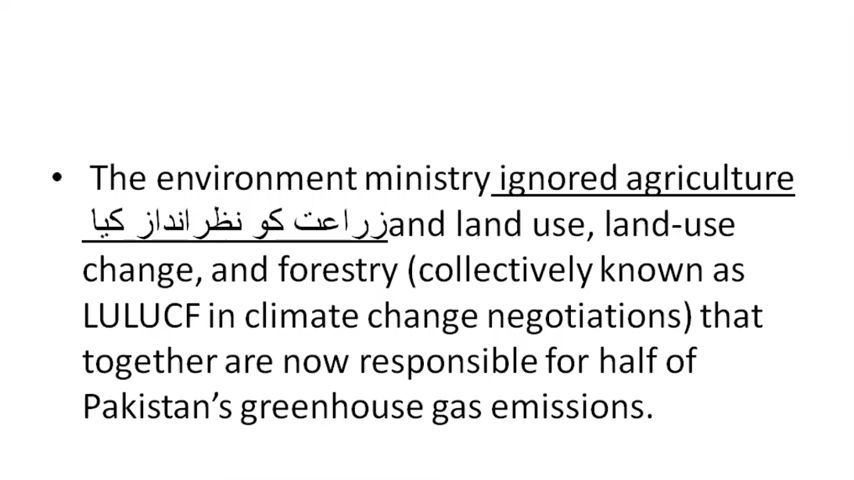 • The environment ministry ignored agriculture
زراعت کو نظرانداز کیا and land use, land-use
change, and forestry (collectively known as
LULUCF in climate change negotiations) that
together are now responsible for half of
Pakistan’s greenhouse gas emissions.